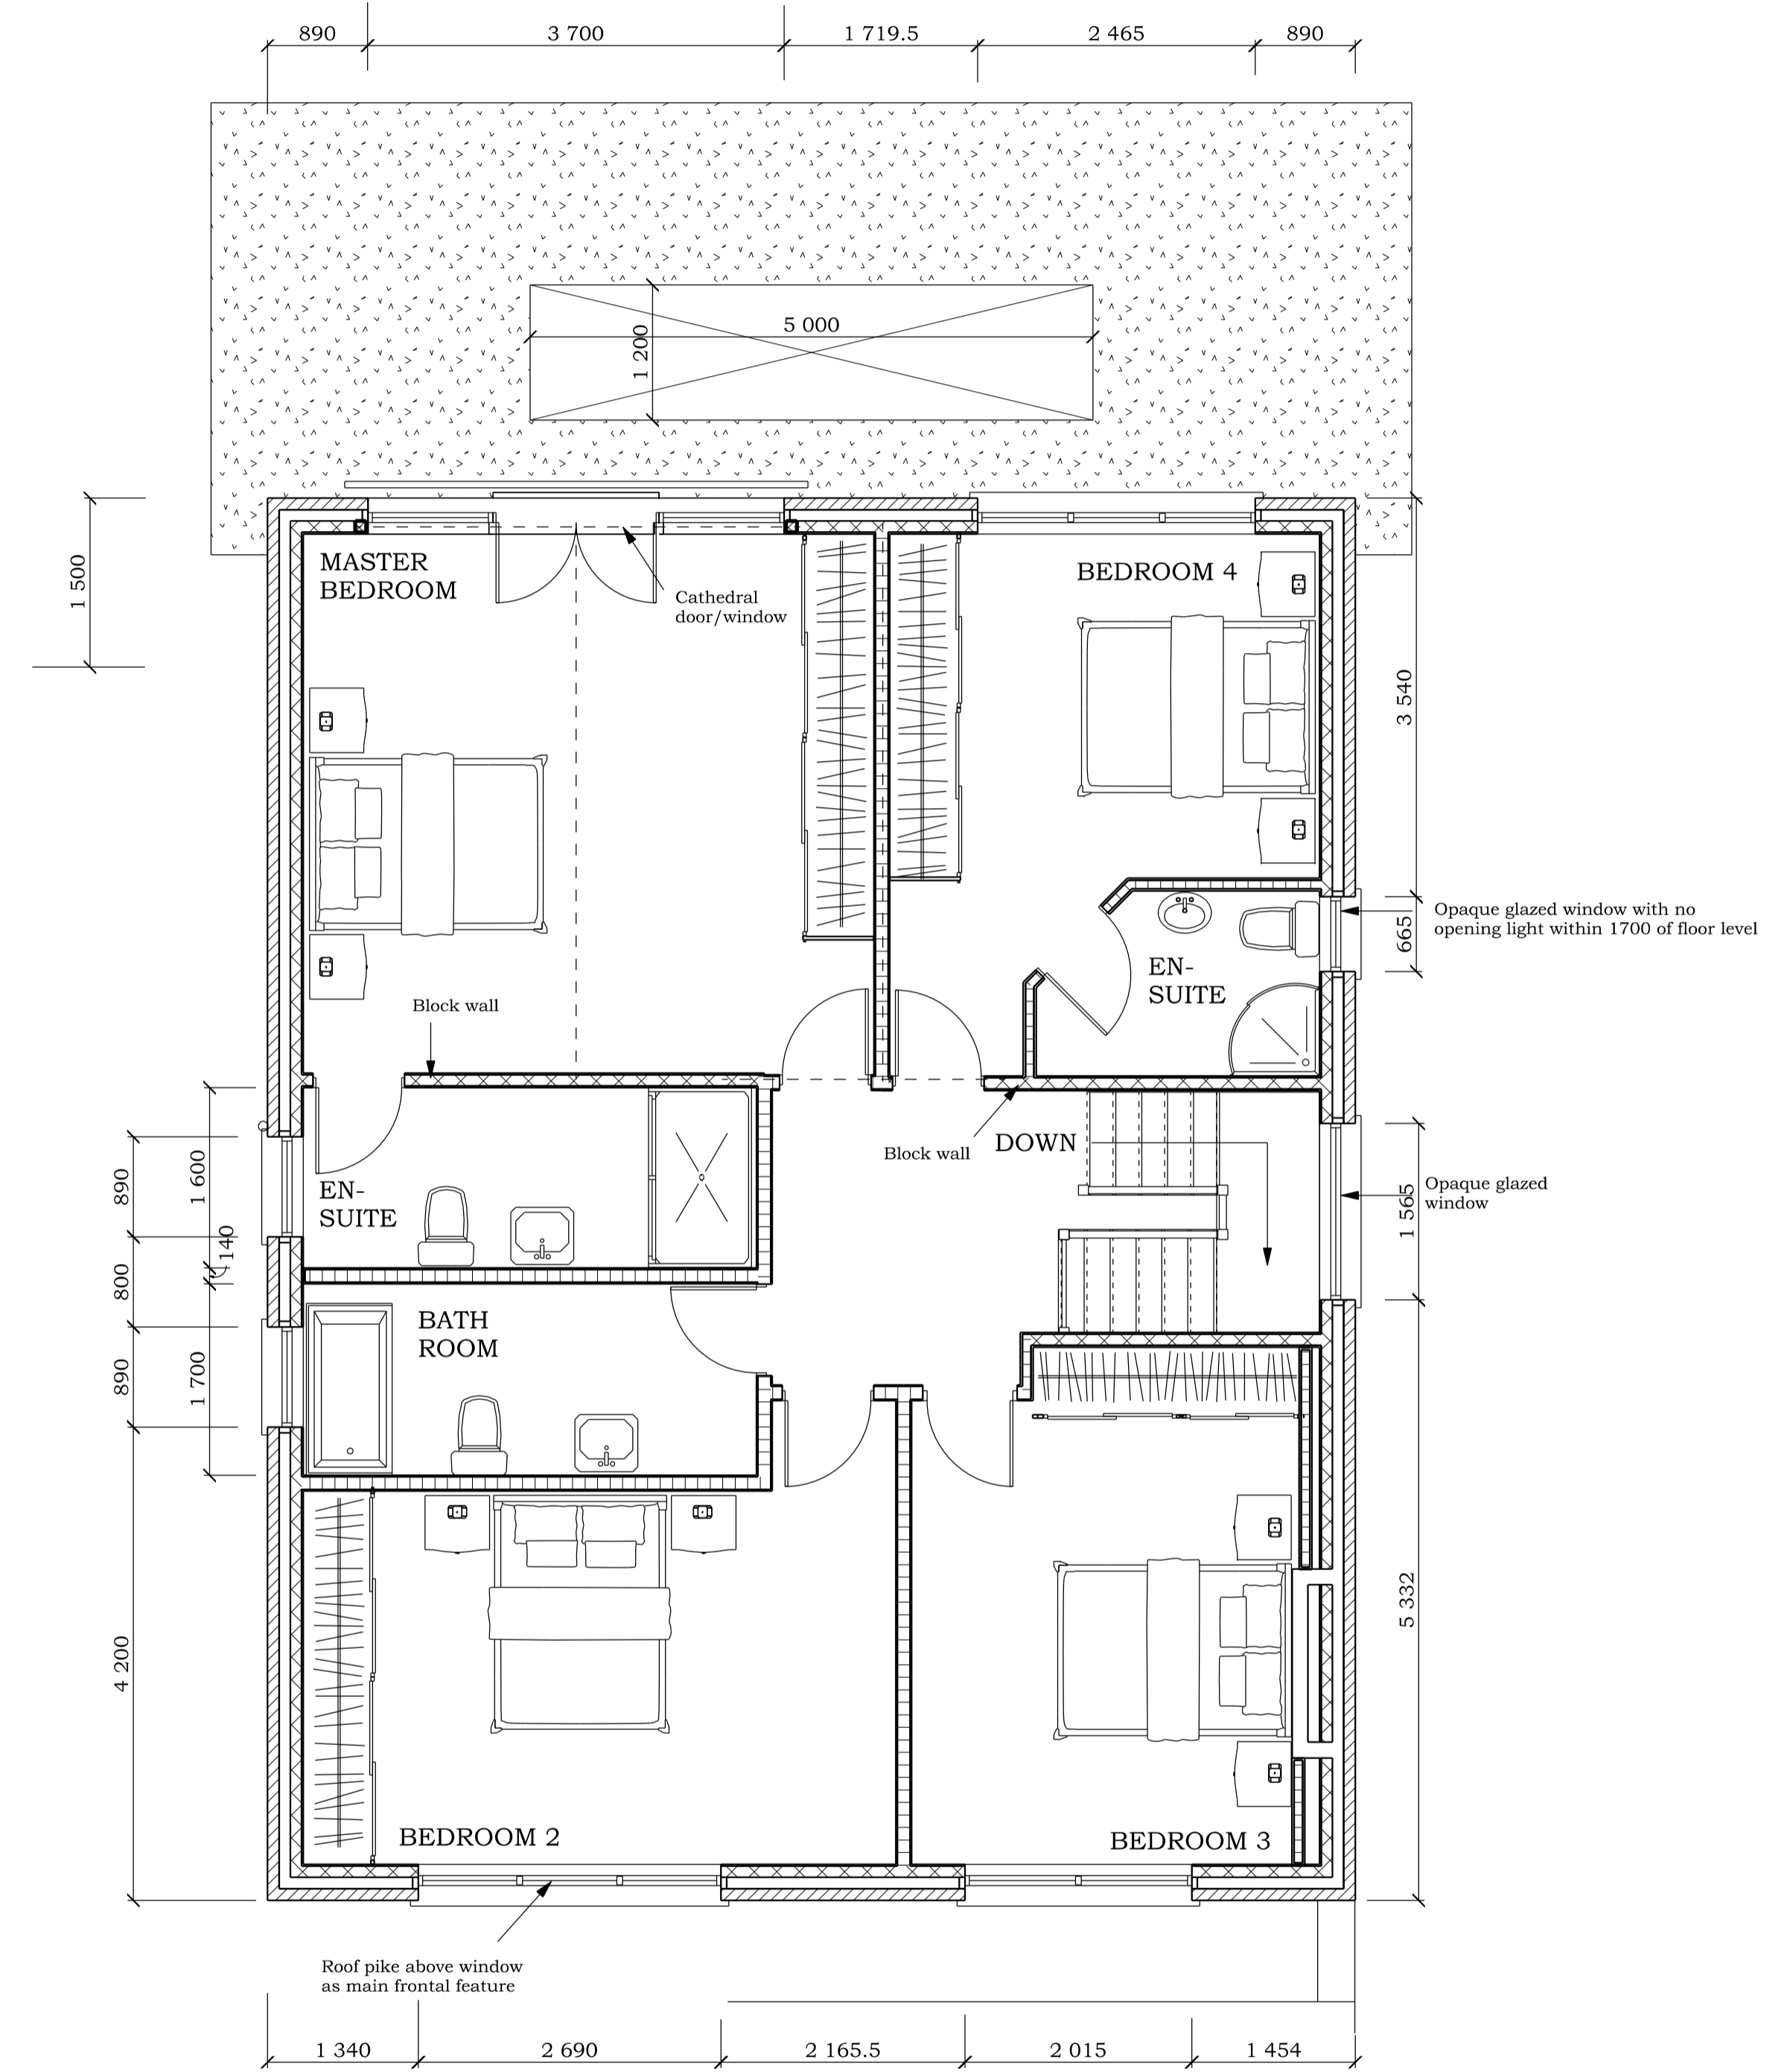 890
3 700
1 719.5
2 465
890
5 000
1 200
1 500
MASTER
BEDROOM
Cathedral
door/window
BEDROOM 4
3 540
Opaque glazed window with no
opening light within 1700 of floor level
665
EN-
SUITE
Block wall
Block wall
DOWN
1 600
890
EN-
SUITE
140
800
Opaque glazed
window
1 565
BATH
ROOM
890
1 700
4 200
5 332
BEDROOM 2
BEDROOM 3
Roof pike above window
as main frontal feature
1 340
2 690
2 165.5
2 015
1 454